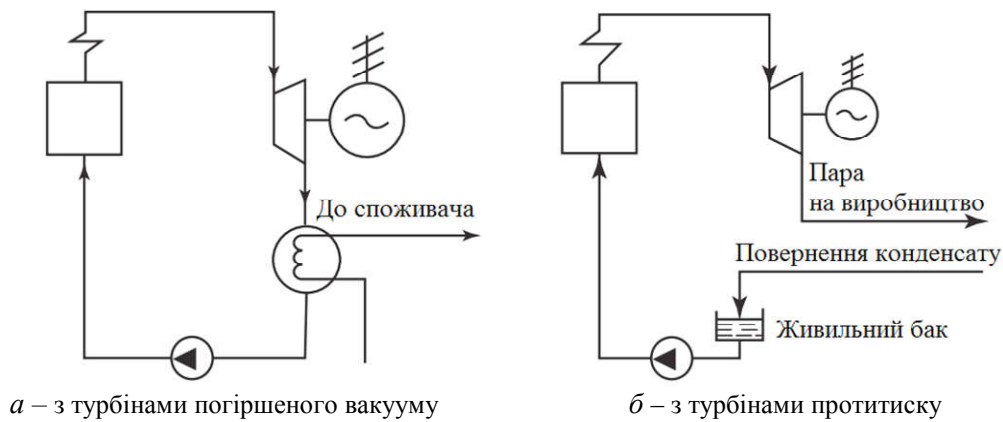 До споживача
Пара
на виробництво
Повернення конденсату
Живильний бак
а – з турбінами погіршеного вакууму
б – з турбінами протитиску